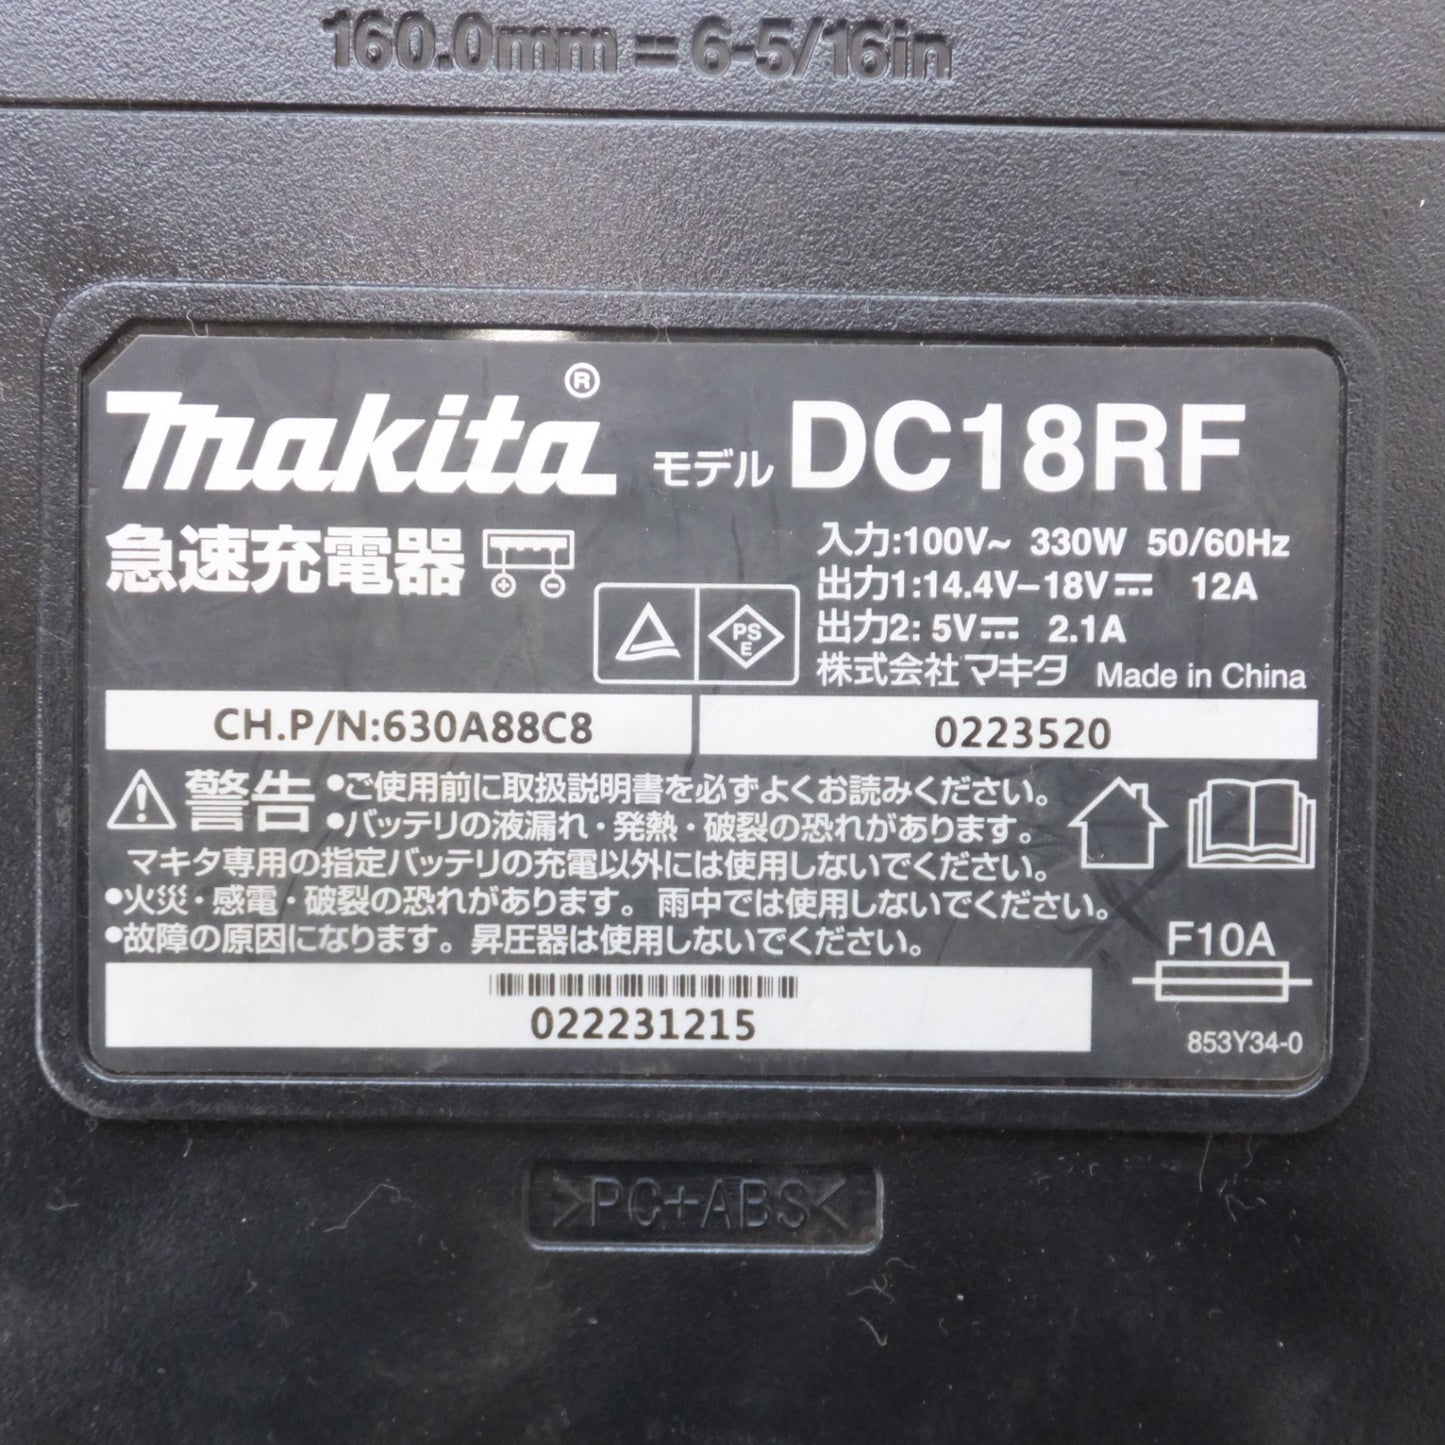 160.0mm = 6-5/16in
makita® モデル DC18RF
急速充電器
入力:100V~ 330W 50/60Hz
出力1:14.4V–18V⎓ 12A
出力2: 5V⎓ 2.1A
PS
E
株式会社マキタ Made in China
CH.P/N:630A88C8
0223520
警告 •ご使用前に取扱説明書を必ずよくお読みください。
•バッテリの液漏れ・発熱・破裂の恐れがあります。
マキタ専用の指定バッテリの充電以外には使用しないでください。
•火災・感電・破裂の恐れがあります。雨中では使用しないでください。
•故障の原因になります。昇圧器は使用しないでください。
F10A
022231215
853Y34-0
>PC+ABS<